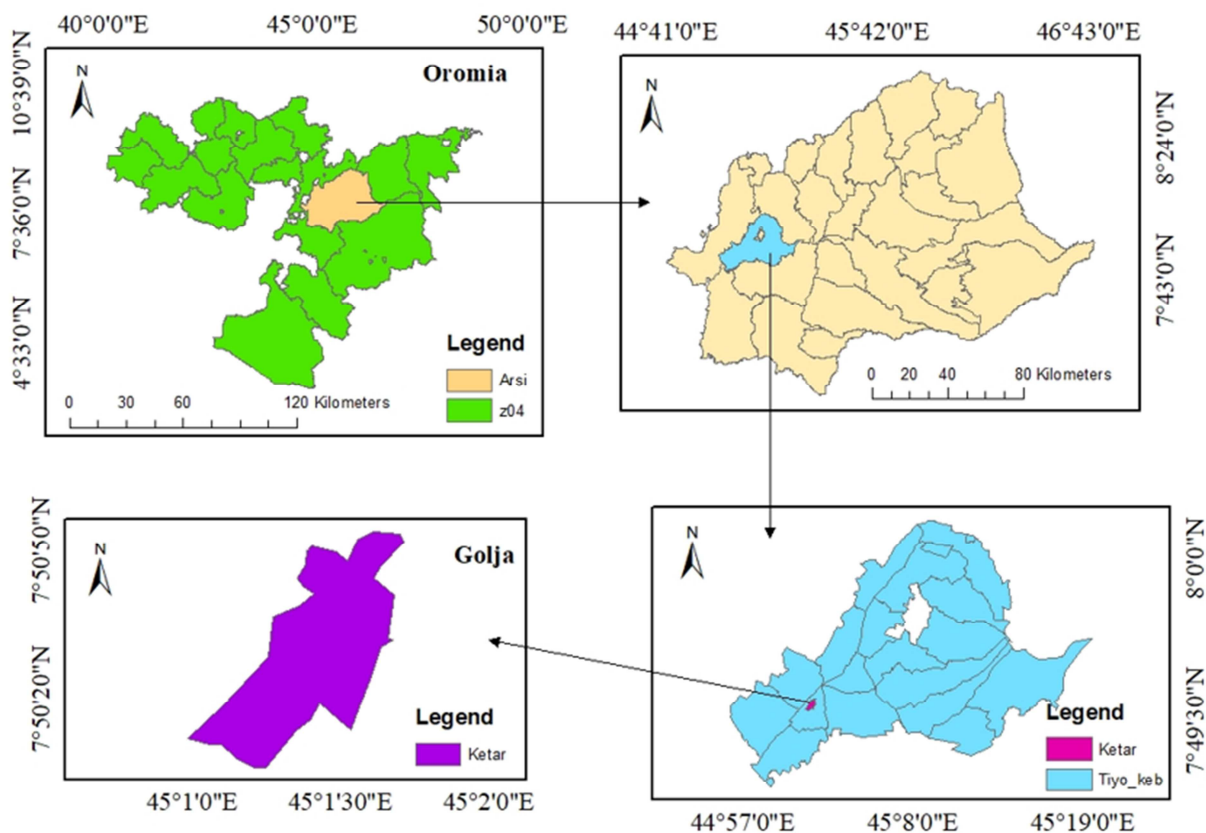 40°0'0"E 45°0'0"E 50°0'0"E
10°39'0"N
7°36'0"N
4°33'0"N
N
Oromia
Legend
Arsi
z04
0 30 60 120 Kilometers
44°41'0"E 45°42'0"E 46°43'0"E
N
8°24'0"N
7°43'0"N
0 20 40 80 Kilometers
7°50'50"N
7°50'20"N
N
Golja
Legend
Ketar
45°1'0"E 45°1'30"E 45°2'0"E
N
8°0'0"N
7°49'30"N
Legend
Ketar
Tiyo_keb
44°57'0"E 45°8'0"E 45°19'0"E